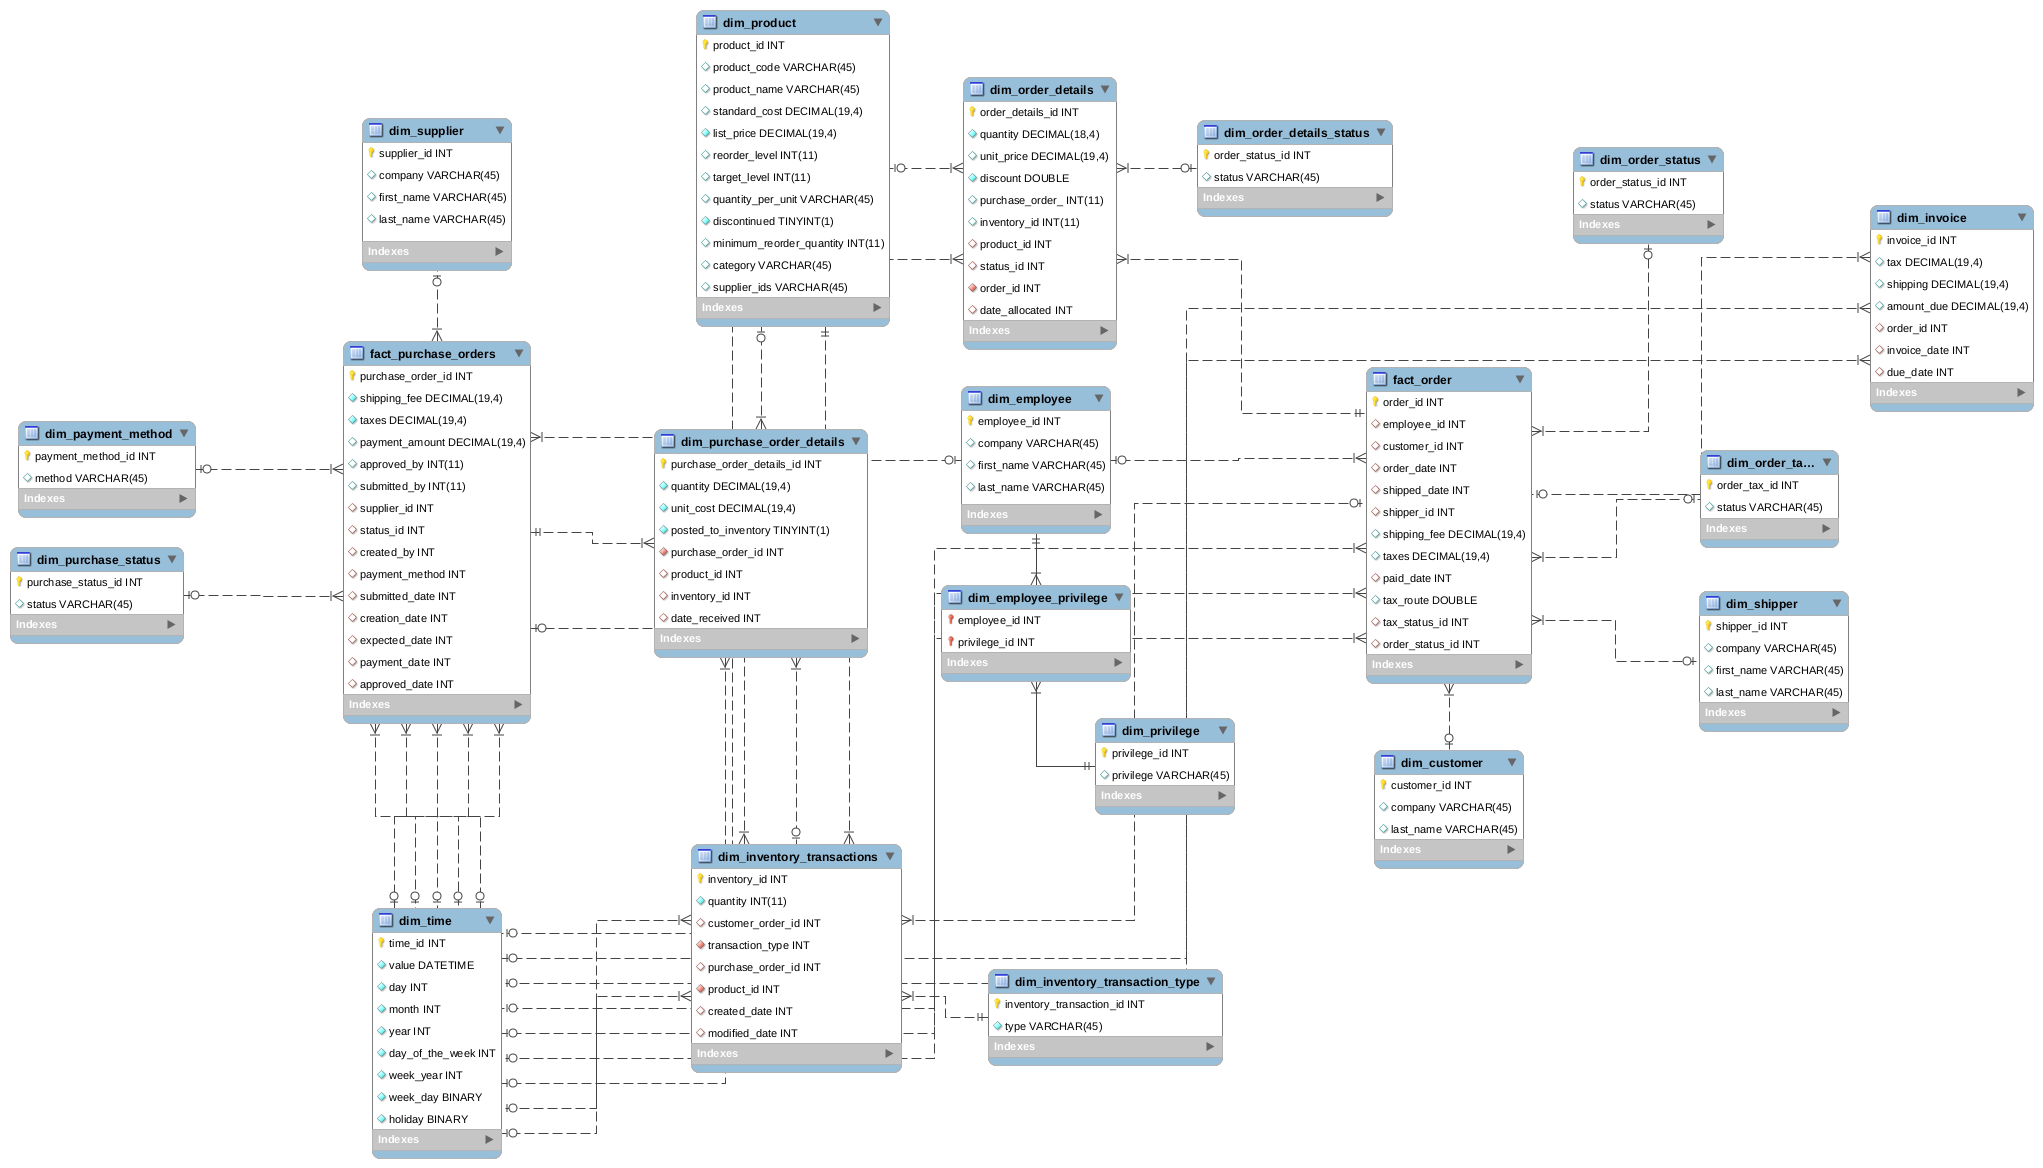 dim_product
product_id INT
product_code VARCHAR(45)
product_name VARCHAR(45)
standard_cost DECIMAL(19,4)
list_price DECIMAL(19,4)
reorder_level INT(11)
target_level INT(11)
quantity_per_unit VARCHAR(45)
discontinued TINYINT(1)
minimum_reorder_quantity INT(11)
category VARCHAR(45)
supplier_ids VARCHAR(45)
Indexes
dim_order_details
order_details_id INT
quantity DECIMAL(18,4)
unit_price DECIMAL(19,4)
discount DOUBLE
purchase_order_ INT(11)
inventory_id INT(11)
product_id INT
status_id INT
order_id INT
date_allocated INT
Indexes
dim_supplier
supplier_id INT
company VARCHAR(45)
first_name VARCHAR(45)
last_name VARCHAR(45)
Indexes
dim_order_details_status
order_status_id INT
status VARCHAR(45)
Indexes
dim_order_status
order_status_id INT
status VARCHAR(45)
Indexes
dim_invoice
invoice_id INT
tax DECIMAL(19,4)
shipping DECIMAL(19,4)
amount_due DECIMAL(19,4)
order_id INT
invoice_date INT
due_date INT
Indexes
fact_purchase_orders
purchase_order_id INT
shipping_fee DECIMAL(19,4)
taxes DECIMAL(19,4)
payment_amount DECIMAL(19,4)
approved_by INT(11)
submitted_by INT(11)
supplier_id INT
status_id INT
created_by INT
payment_method INT
submitted_date INT
creation_date INT
expected_date INT
payment_date INT
approved_date INT
Indexes
fact_order
order_id INT
employee_id INT
customer_id INT
order_date INT
shipped_date INT
shipper_id INT
shipping_fee DECIMAL(19,4)
taxes DECIMAL(19,4)
paid_date INT
tax_route DOUBLE
tax_status_id INT
order_status_id INT
Indexes
dim_employee
employee_id INT
company VARCHAR(45)
first_name VARCHAR(45)
last_name VARCHAR(45)
Indexes
dim_payment_method
payment_method_id INT
method VARCHAR(45)
Indexes
dim_purchase_order_details
purchase_order_details_id INT
quantity DECIMAL(19,4)
unit_cost DECIMAL(19,4)
posted_to_inventory TINYINT(1)
purchase_order_id INT
product_id INT
inventory_id INT
date_received INT
Indexes
dim_order_ta...
order_tax_id INT
status VARCHAR(45)
Indexes
dim_purchase_status
purchase_status_id INT
status VARCHAR(45)
Indexes
dim_employee_privilege
employee_id INT
privilege_id INT
Indexes
dim_shipper
shipper_id INT
company VARCHAR(45)
first_name VARCHAR(45)
last_name VARCHAR(45)
Indexes
dim_privilege
privilege_id INT
privilege VARCHAR(45)
Indexes
dim_customer
customer_id INT
company VARCHAR(45)
last_name VARCHAR(45)
Indexes
dim_inventory_transactions
inventory_id INT
quantity INT(11)
customer_order_id INT
transaction_type INT
purchase_order_id INT
product_id INT
created_date INT
modified_date INT
Indexes
dim_time
time_id INT
value DATETIME
day INT
month INT
year INT
day_of_the_week INT
week_year INT
week_day BINARY
holiday BINARY
Indexes
dim_inventory_transaction_type
inventory_transaction_id INT
type VARCHAR(45)
Indexes